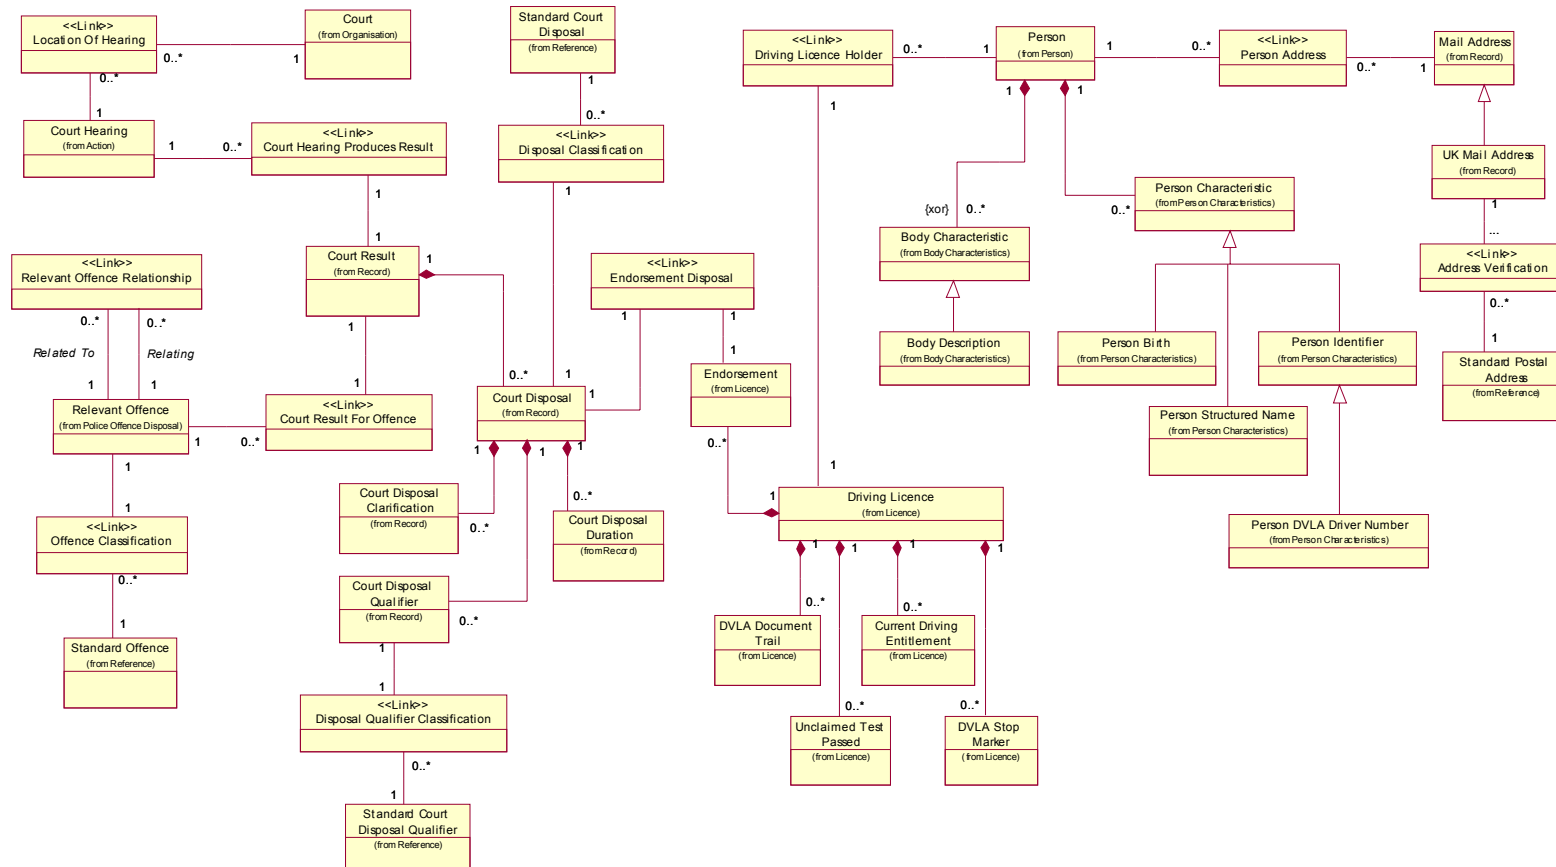 <<Link>>
Location Of Hearing
0..*
0..*
Court
(from Organisation)
1
1
Court Hearing
(from Action)
1
0..*
<<Link>>
Court Hearing Produces Result
1
1
Standard Court
Disposal
(from Reference)
1
0..*
<<Link>>
Disposal Classification
1
1
<<Link>>
Driving Licence Holder
0..*
1
1
Person
(from Person)
1
1
1
0..*
<<Link>>
Person Address
0..*
1
Mail Address
(from Record)
UK Mail Address
(from Record)
1
...
<<Link>>
Address Verification
0..*
1
Standard Postal
Address
(from Reference)
{xor}
0..*
Body Characteristic
(from Body Characteristics)
Body Description
(from Body Characteristics)
0..*
Person Characteristic
(from Person Characteristics)
Person Birth
(from Person Characteristics)
Person Identifier
(from Person Characteristics)
Person Structured Name
(from Person Characteristics)
Person DVLA Driver Number
(from Person Characteristics)
<<Link>>
Relevant Offence Relationship
0..*
0..*
Related To
Relating
1
1
Relevant Offence
(from Police Offence Disposal)
1
0..*
1
1
<<Link>>
Offence Classification
0..*
1
Standard Offence
(from Reference)
Court Result
(from Record)
1
1
1
<<Link>>
Court Result For Offence
0..*
Court Disposal
(from Record)
1
1
1
1
<<Link>>
Endorsement Disposal
1
1
1
Endorsement
(from Licence)
0..*
Court Disposal
Clarification
(from Record)
0..*
0..*
Court Disposal
Duration
(from Record)
Court Disposal
Qualifier
(from Record)
0..*
1
1
<<Link>>
Disposal Qualifier Classification
0..*
1
Standard Court
Disposal Qualifier
(from Reference)
1
1
Driving Licence
(from Licence)
1
1
1
1
0..*
0..*
DVLA Document
Trail
(from Licence)
Current Driving
Entitlement
(from Licence)
0..*
0..*
Unclaimed Test
Passed
(from Licence)
DVLA Stop
Marker
(from Licence)